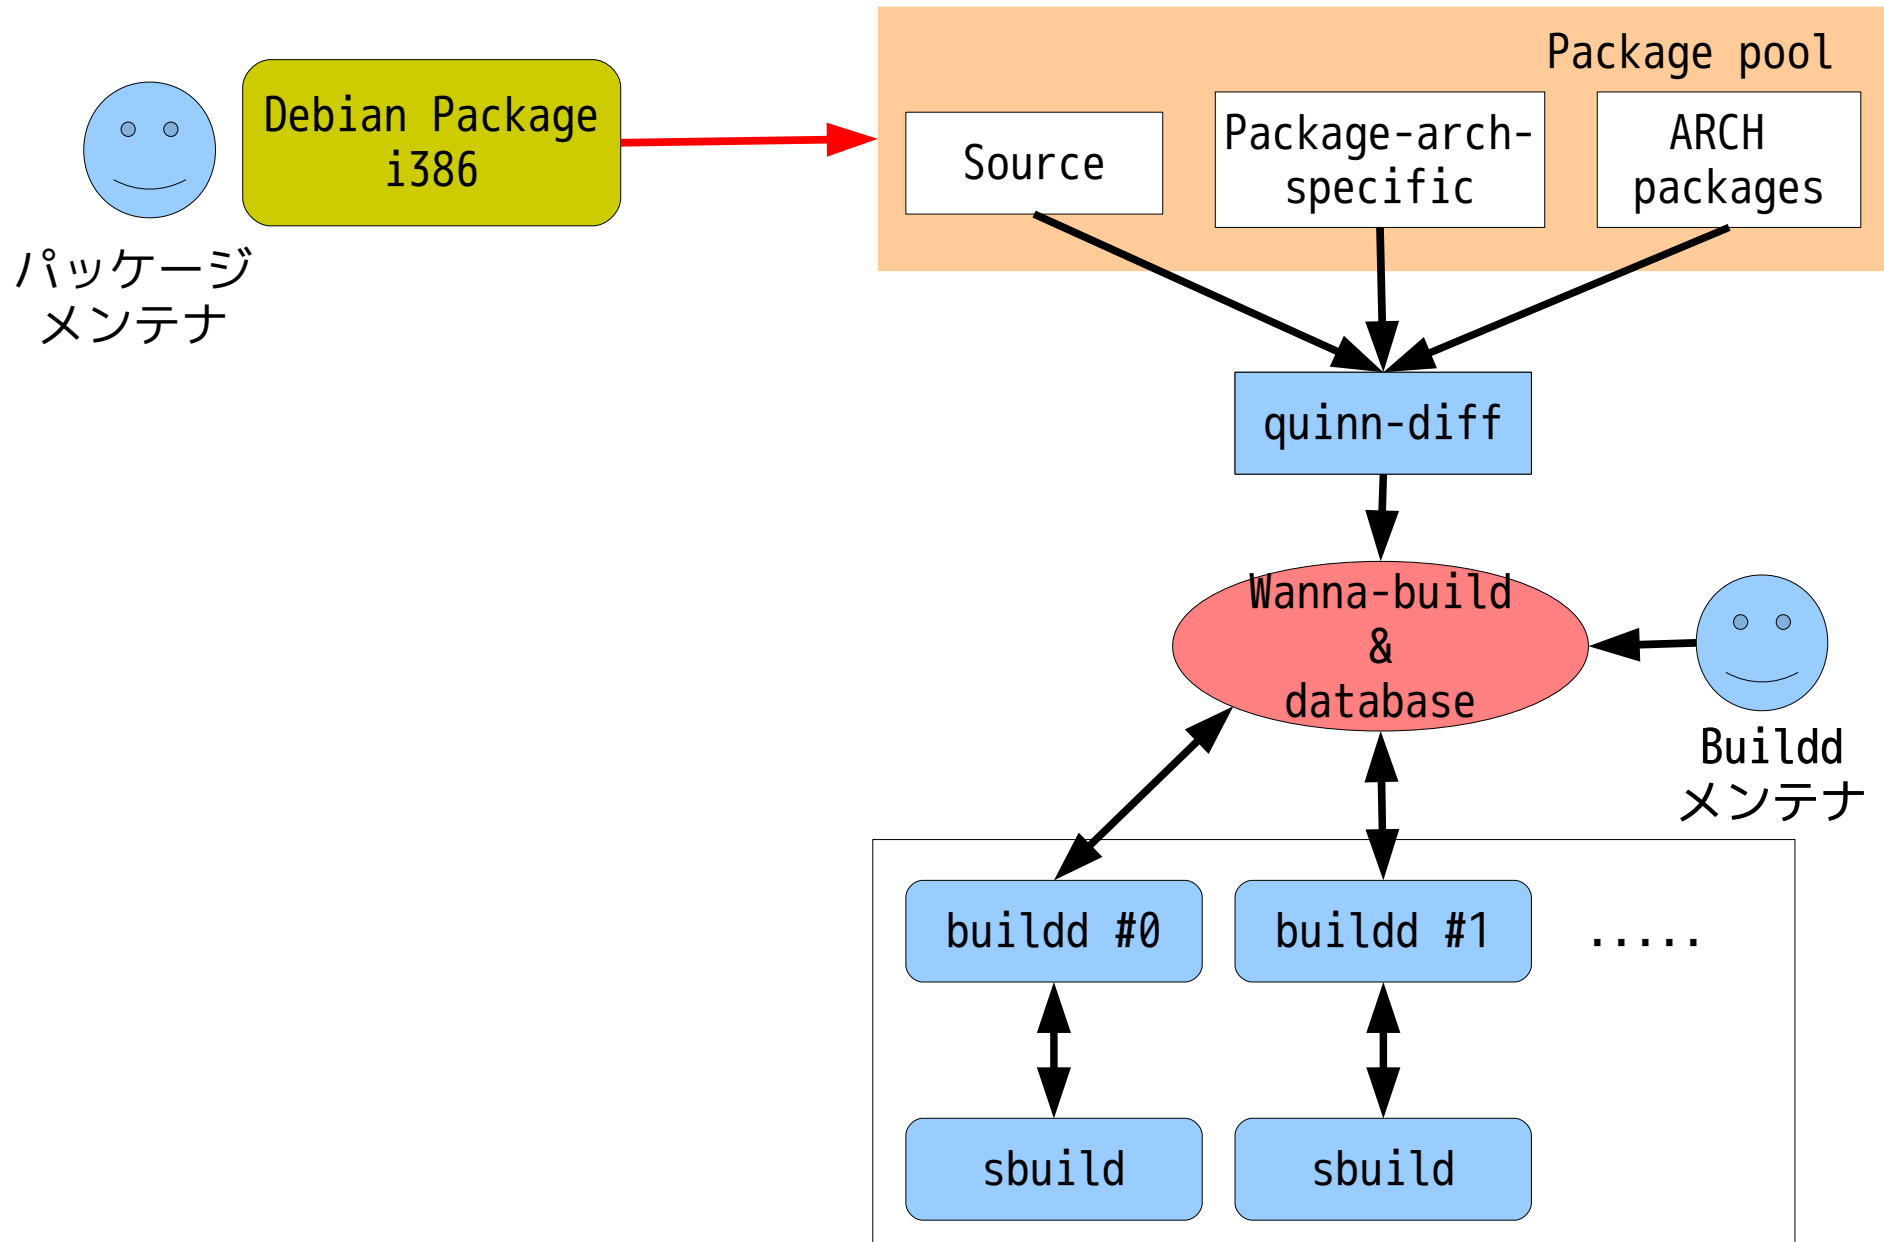 Debian Package
i386
パッケージ
メンテナ
Package pool
Source
Package-arch-
specific
ARCH
packages
quinn-diff
Wanna-build
&
database
Buildd
メンテナ
buildd #0
buildd #1
.....
sbuild
sbuild